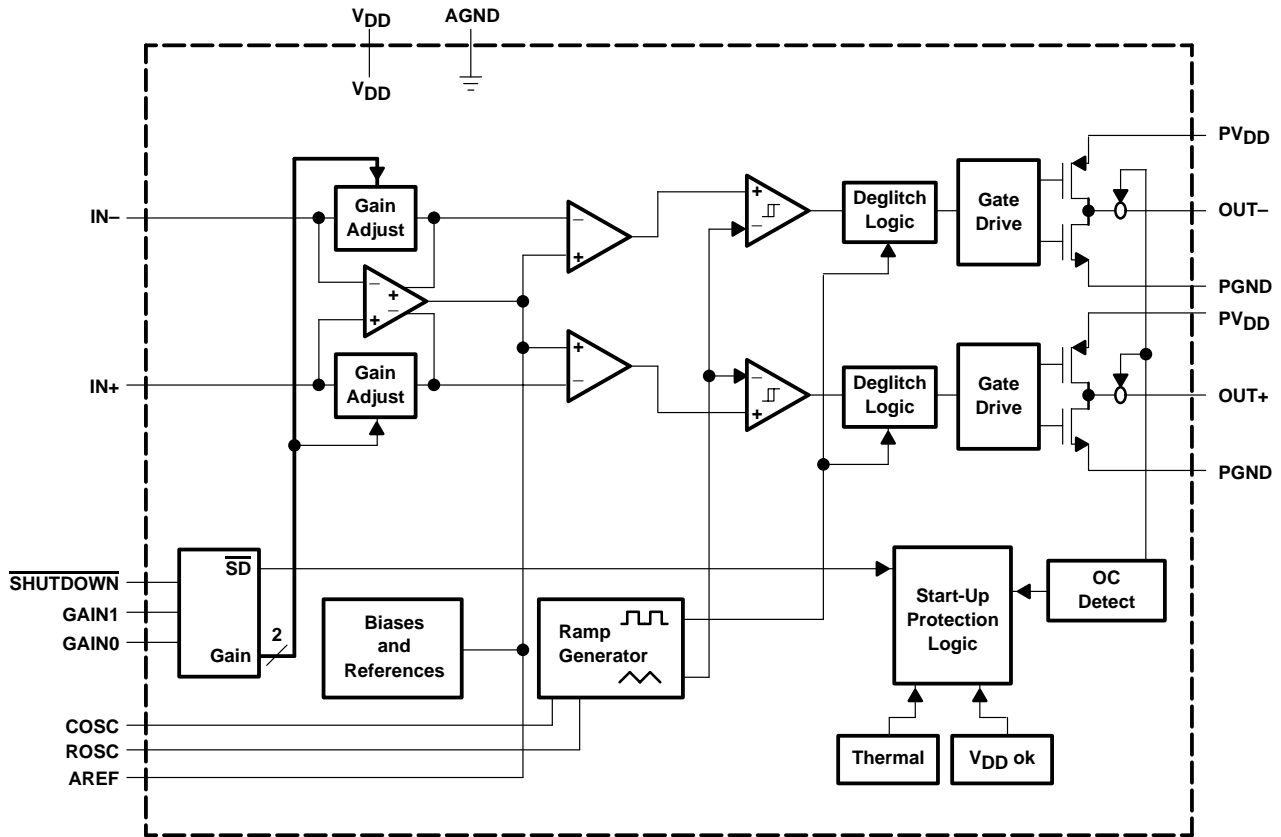 VDD AGND
VDD
PVDD
IN–
Gain
Adjust
–
+
+
–
Deglitch
Logic
Gate
Drive
OUT–
–
+
+
–
PGND
PVDD
IN+
Gain
Adjust
+
–
–
+
Deglitch
Logic
Gate
Drive
OUT+
PGND
SHUTDOWN
GAIN1
GAIN0
SD
Gain
2
Biases
and
References
Ramp
Generator
Start-Up
Protection
Logic
OC
Detect
COSC
ROSC
AREF
Thermal
VDD ok